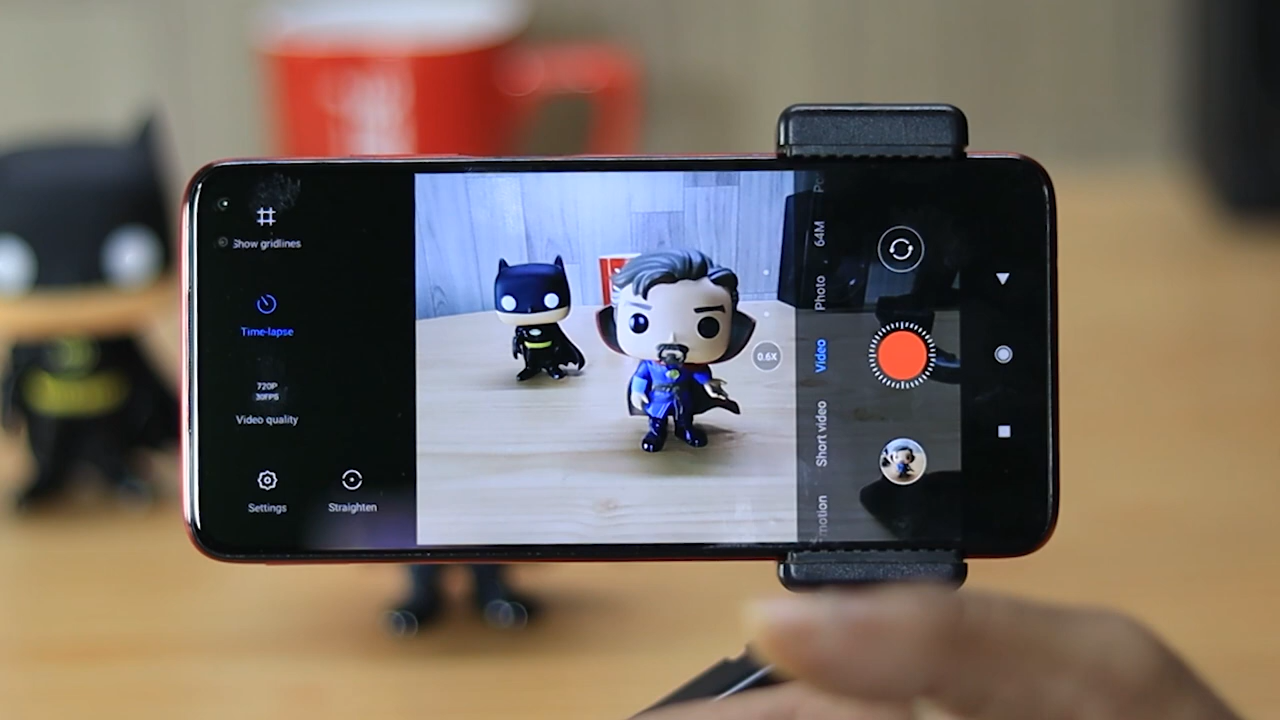 Show gridlines
Time-lapse
720P
30FPS
Video quality
Settings
Straighten
0.6X
64M
Photo
Video
Short video